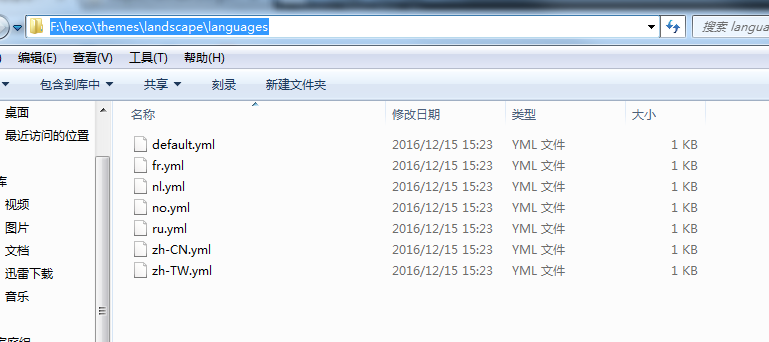 F:\hexo\themes\landscape\languages 搜索 langua
编辑(E) 查看(V) 工具(T) 帮助(H)
包含到库中 共享 刻录 新建文件夹
名称 修改日期 类型 大小
桌面
最近访问的位置
库
视频
图片
文档
迅雷下载
音乐
default.yml 2016/12/15 15:23 YML 文件 1 KB
fr.yml 2016/12/15 15:23 YML 文件 1 KB
nl.yml 2016/12/15 15:23 YML 文件 1 KB
no.yml 2016/12/15 15:23 YML 文件 1 KB
ru.yml 2016/12/15 15:23 YML 文件 1 KB
zh-CN.yml 2016/12/15 15:23 YML 文件 1 KB
zh-TW.yml 2016/12/15 15:23 YML 文件 1 KB